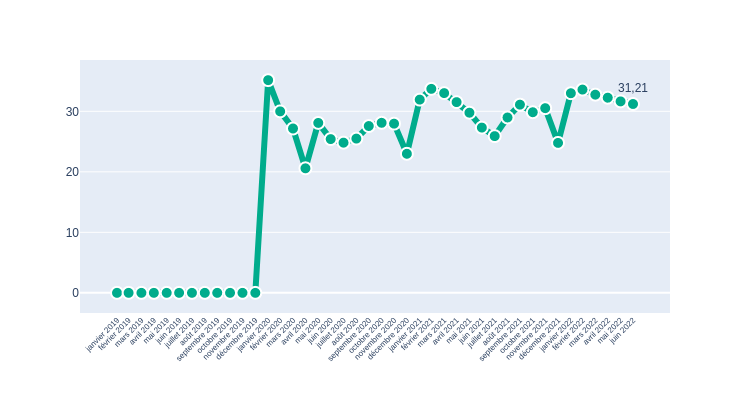 31,21
30
20
10
0
janvier 2019
février 2019
mars 2019
avril 2019
mai 2019
juin 2019
juillet 2019
août 2019
septembre 2019
octobre 2019
novembre 2019
décembre 2019
janvier 2020
février 2020
mars 2020
avril 2020
mai 2020
juin 2020
juillet 2020
août 2020
septembre 2020
octobre 2020
novembre 2020
décembre 2020
janvier 2021
février 2021
mars 2021
avril 2021
mai 2021
juin 2021
juillet 2021
août 2021
septembre 2021
octobre 2021
novembre 2021
décembre 2021
janvier 2022
février 2022
mars 2022
avril 2022
mai 2022
juin 2022